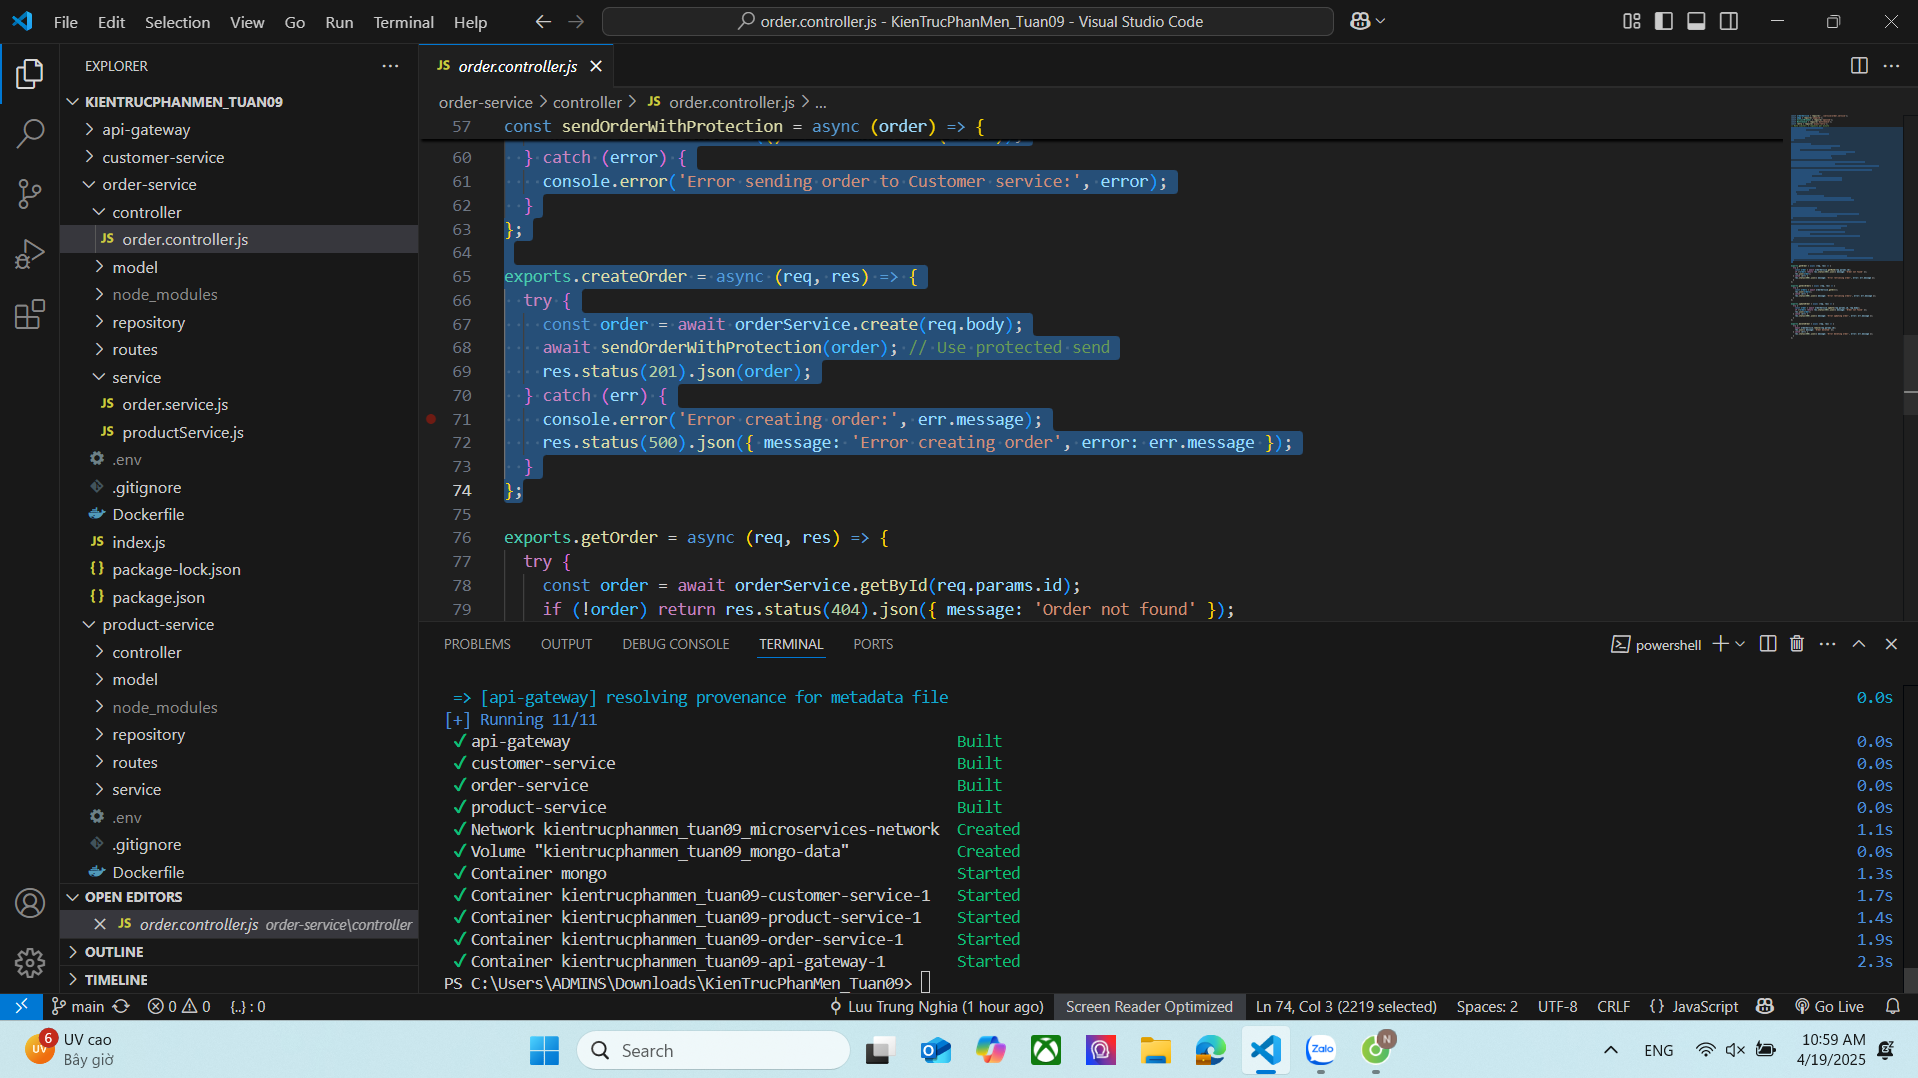 File Edit Selection View Go Run Terminal Help
order.controller.js - KienTrucPhanMen_Tuan09 - Visual Studio Code
EXPLORER
KIENTRUCPHANMEN_TUAN09
api-gateway
customer-service
order-service
controller
JS order.controller.js
model
node_modules
repository
routes
service
JS order.service.js
JS productService.js
.env
.gitignore
Dockerfile
JS index.js
{} package-lock.json
{} package.json
product-service
controller
model
node_modules
repository
routes
service
.env
.gitignore
Dockerfile
OPEN EDITORS
JS order.controller.js order-service\controller
OUTLINE
TIMELINE
JS order.controller.js
order-service > controller > JS order.controller.js > ...
57 const sendOrderWithProtection = async (order) => {
60 } catch (error) {
61 console.error('Error sending order to Customer service:', error);
62 }
63 };
64
65 exports.createOrder = async (req, res) => {
66 try {
67 const order = await orderService.create(req.body);
68 await sendOrderWithProtection(order); // Use protected send
69 res.status(201).json(order);
70 } catch (err) {
71 console.error('Error creating order:', err.message);
72 res.status(500).json({ message: 'Error creating order', error: err.message });
73 }
74 };
75
76 exports.getOrder = async (req, res) => {
77 try {
78 const order = await orderService.getById(req.params.id);
79 if (!order) return res.status(404).json({ message: 'Order not found' });
PROBLEMS OUTPUT DEBUG CONSOLE TERMINAL PORTS
powershell
=> [api-gateway] resolving provenance for metadata file 0.0s
[+] Running 11/11
✓ api-gateway Built 0.0s
✓ customer-service Built 0.0s
✓ order-service Built 0.0s
✓ product-service Built 0.0s
✓ Network kientrucphanmen_tuan09_microservices-network Created 1.1s
✓ Volume "kientrucphanmen_tuan09_mongo-data" Created 0.0s
✓ Container mongo Started 1.3s
✓ Container kientrucphanmen_tuan09-customer-service-1 Started 1.7s
✓ Container kientrucphanmen_tuan09-product-service-1 Started 1.4s
✓ Container kientrucphanmen_tuan09-order-service-1 Started 1.9s
✓ Container kientrucphanmen_tuan09-api-gateway-1 Started 2.3s
PS C:\Users\ADMINS\Downloads\KienTrucPhanMen_Tuan09>
main 0 0 {..} : 0 Luu Trung Nghia (1 hour ago) Screen Reader Optimized Ln 74, Col 3 (2219 selected) Spaces: 2 UTF-8 CRLF {} JavaScript Go Live
6
UV
UV cao
Bây giờ
Search
Zalo
N
ENG
10:59 AM
4/19/2025